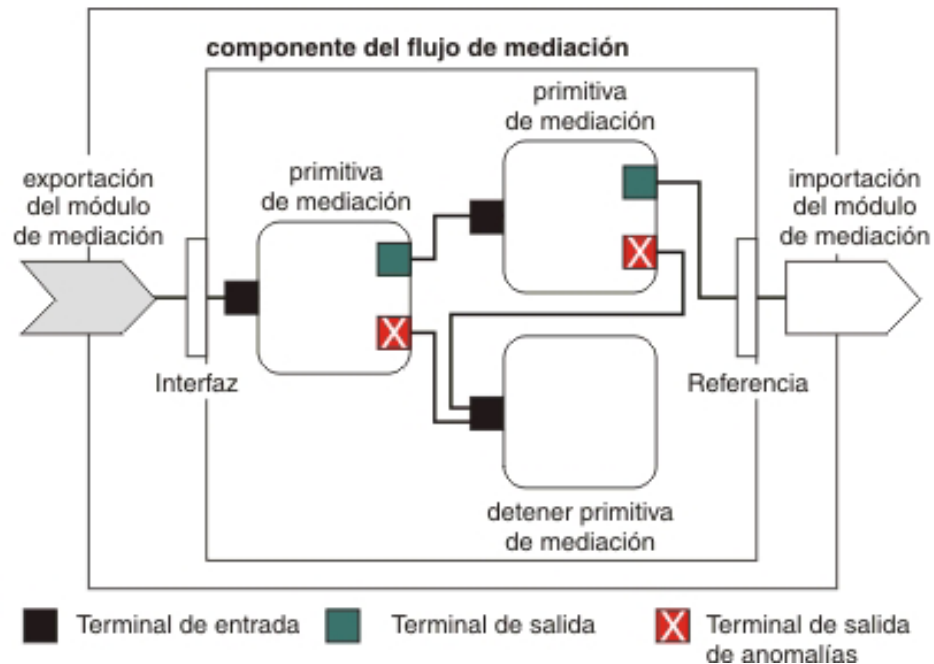 componente del flujo de mediación
primitiva
de mediación
exportación
del módulo
de mediación
primitiva
de mediación
importación
del módulo
de mediación
Interfaz
Referencia
detener primitiva
de mediación
Terminal de entrada
Terminal de salida
Terminal de salida
de anomalías